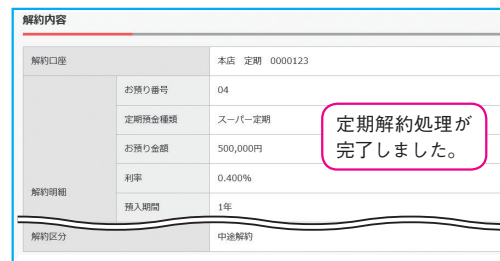 解約内容
解約口座 本店 定期 0000123
お預り番号 04
定期預金種類 スーパー定期
お預り金額 500,000円
定期解約処理が
完了しました。
利率 0.400%
解約明細
預入期間 1年
解約区分 中途解約